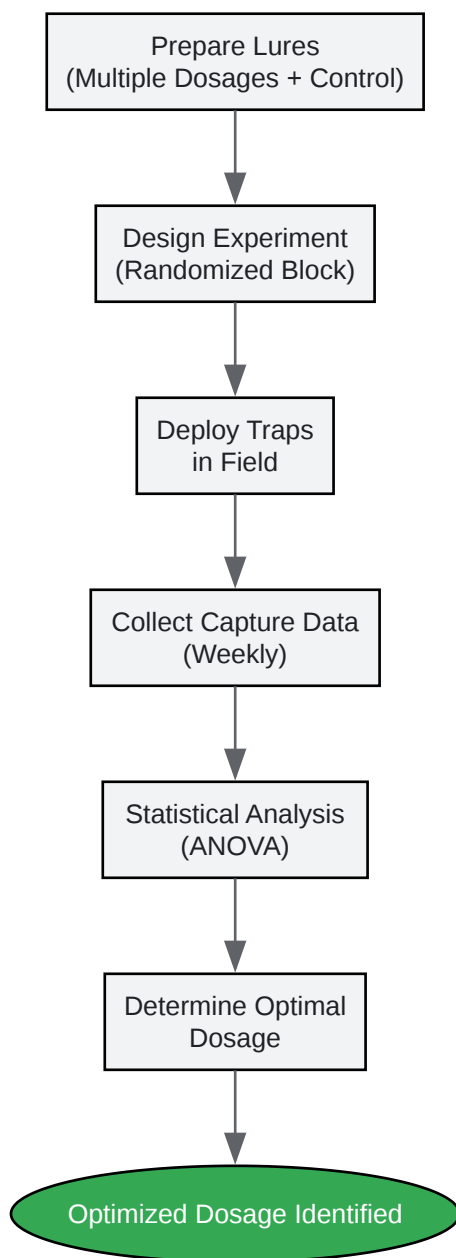 Prepare Lures
(Multiple Dosages + Control)
Design Experiment
(Randomized Block)
Deploy Traps
in Field
Collect Capture Data
(Weekly)
Statistical Analysis
(ANOVA)
Determine Optimal
Dosage
Optimized Dosage Identified